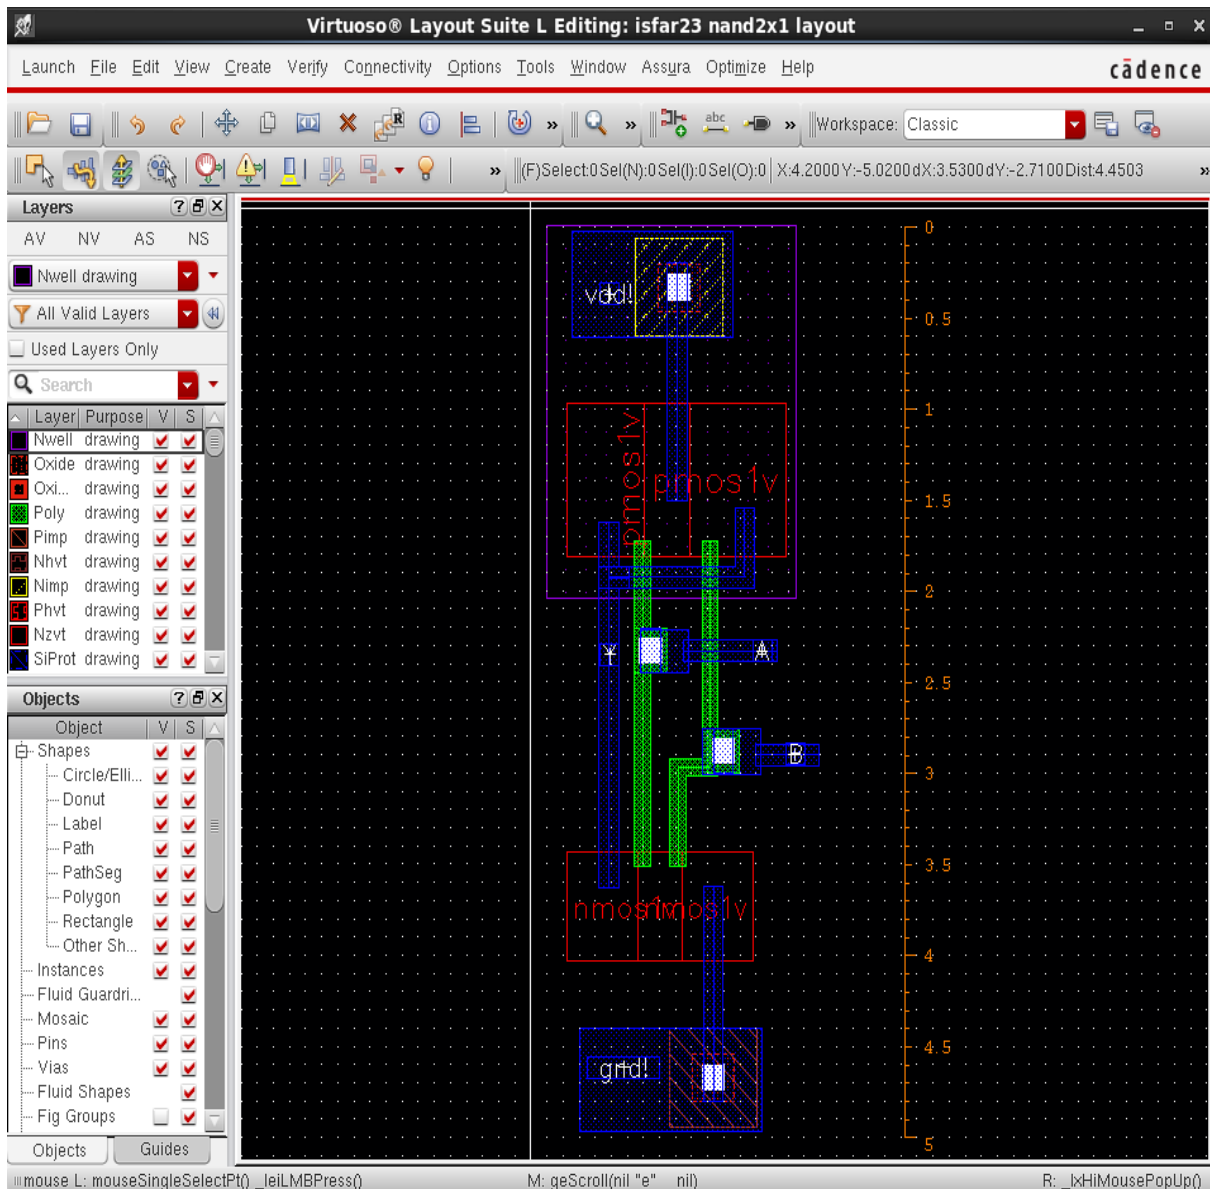 Virtuoso® Layout Suite L Editing: isfar23 nand2x1 layout
Launch File Edit View Create Verify Connectivity Options Tools Window Assura Optimize Help
cādence
R
abc
Workspace: Classic
(F)Select:0 Sel(N):0 Sel(I):0 Sel(O):0 X:4.2000 Y:-5.0200 dX:3.5300 dY:-2.7100 Dist:4.4503
Layers
AV NV AS NS
Nwell drawing
All Valid Layers
Used Layers Only
Search
Layer Purpose V S
Nwell drawing
Oxide drawing
Oxi... drawing
Poly drawing
Pimp drawing
Nhvt drawing
Nimp drawing
Phvt drawing
Nzvt drawing
SiProt drawing
Objects
Object V S
Shapes
Circle/Elli...
Donut
Label
Path
PathSeg
Polygon
Rectangle
Other Sh...
Instances
Fluid Guardri...
Mosaic
Pins
Vias
Fluid Shapes
Fig Groups
Objects Guides
vdd!
pmos1v
pmos1v
Y
A
B
nmos1v
nmos1v
gnd!
0
0.5
1
1.5
2
2.5
3
3.5
4
4.5
5
mouse L: mouseSingleSelectPt() _leiLMBPress()
M: geScroll(nil "e" nil)
R: _lxHiMousePopUp()